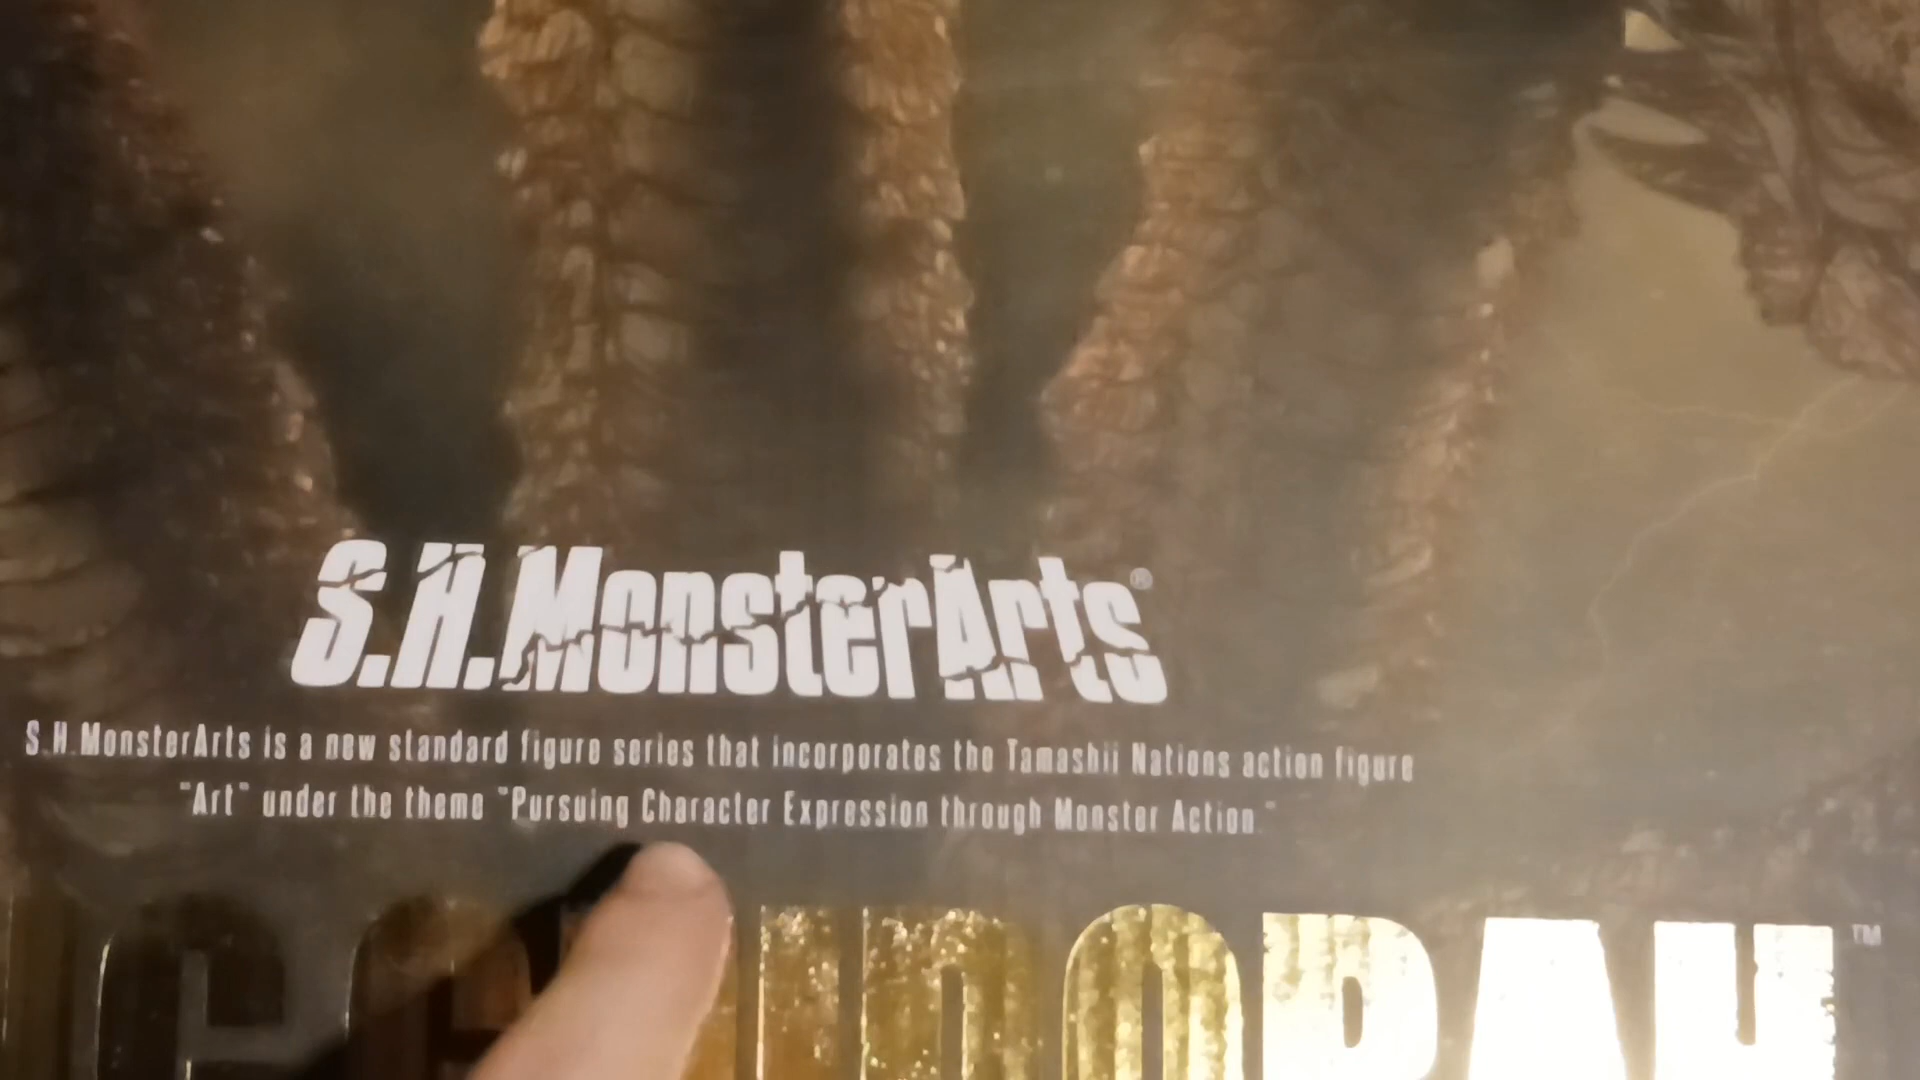 S.H.MonsterArts®
S.H.MonsterArts is a new standard figure series that incorporates the Tamashii Nations action figure
"Art" under the theme "Pursuing Character Expression through Monster Action."
GHIDORAH™